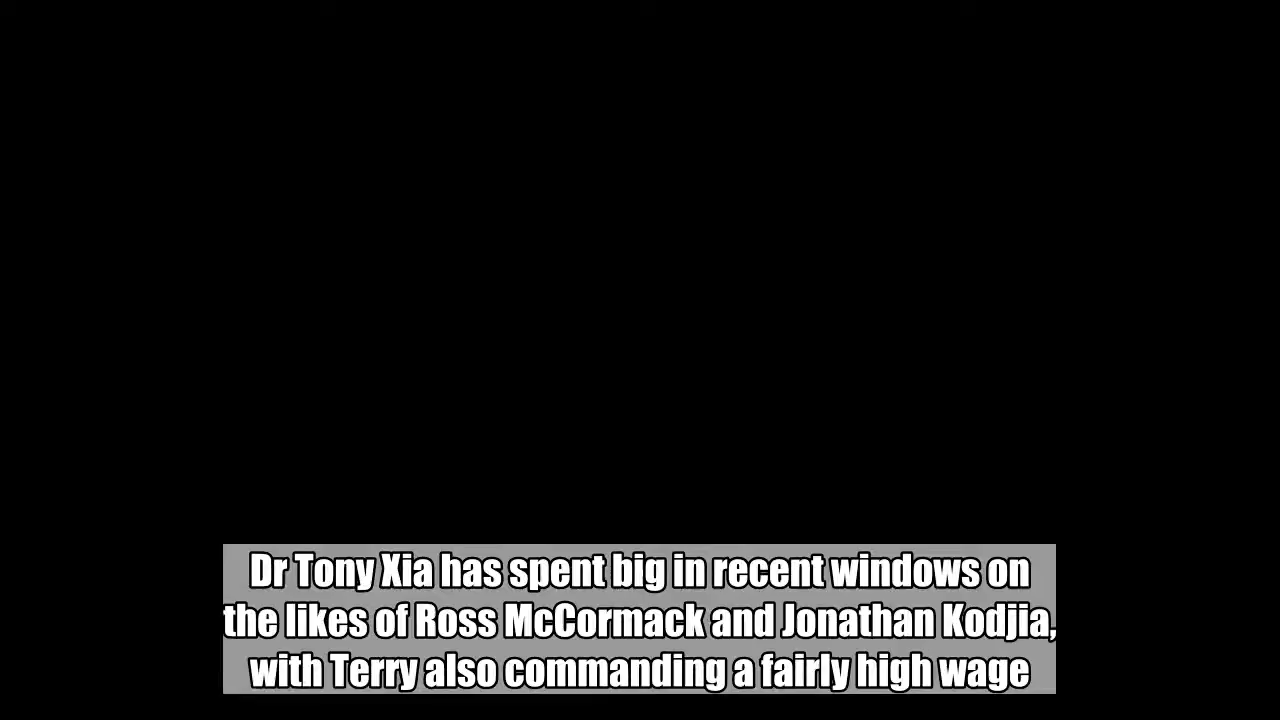 Dr Tony Xia has spent big in recent windows on
the likes of Ross McCormack and Jonathan Kodjia,
with Terry also commanding a fairly high wage